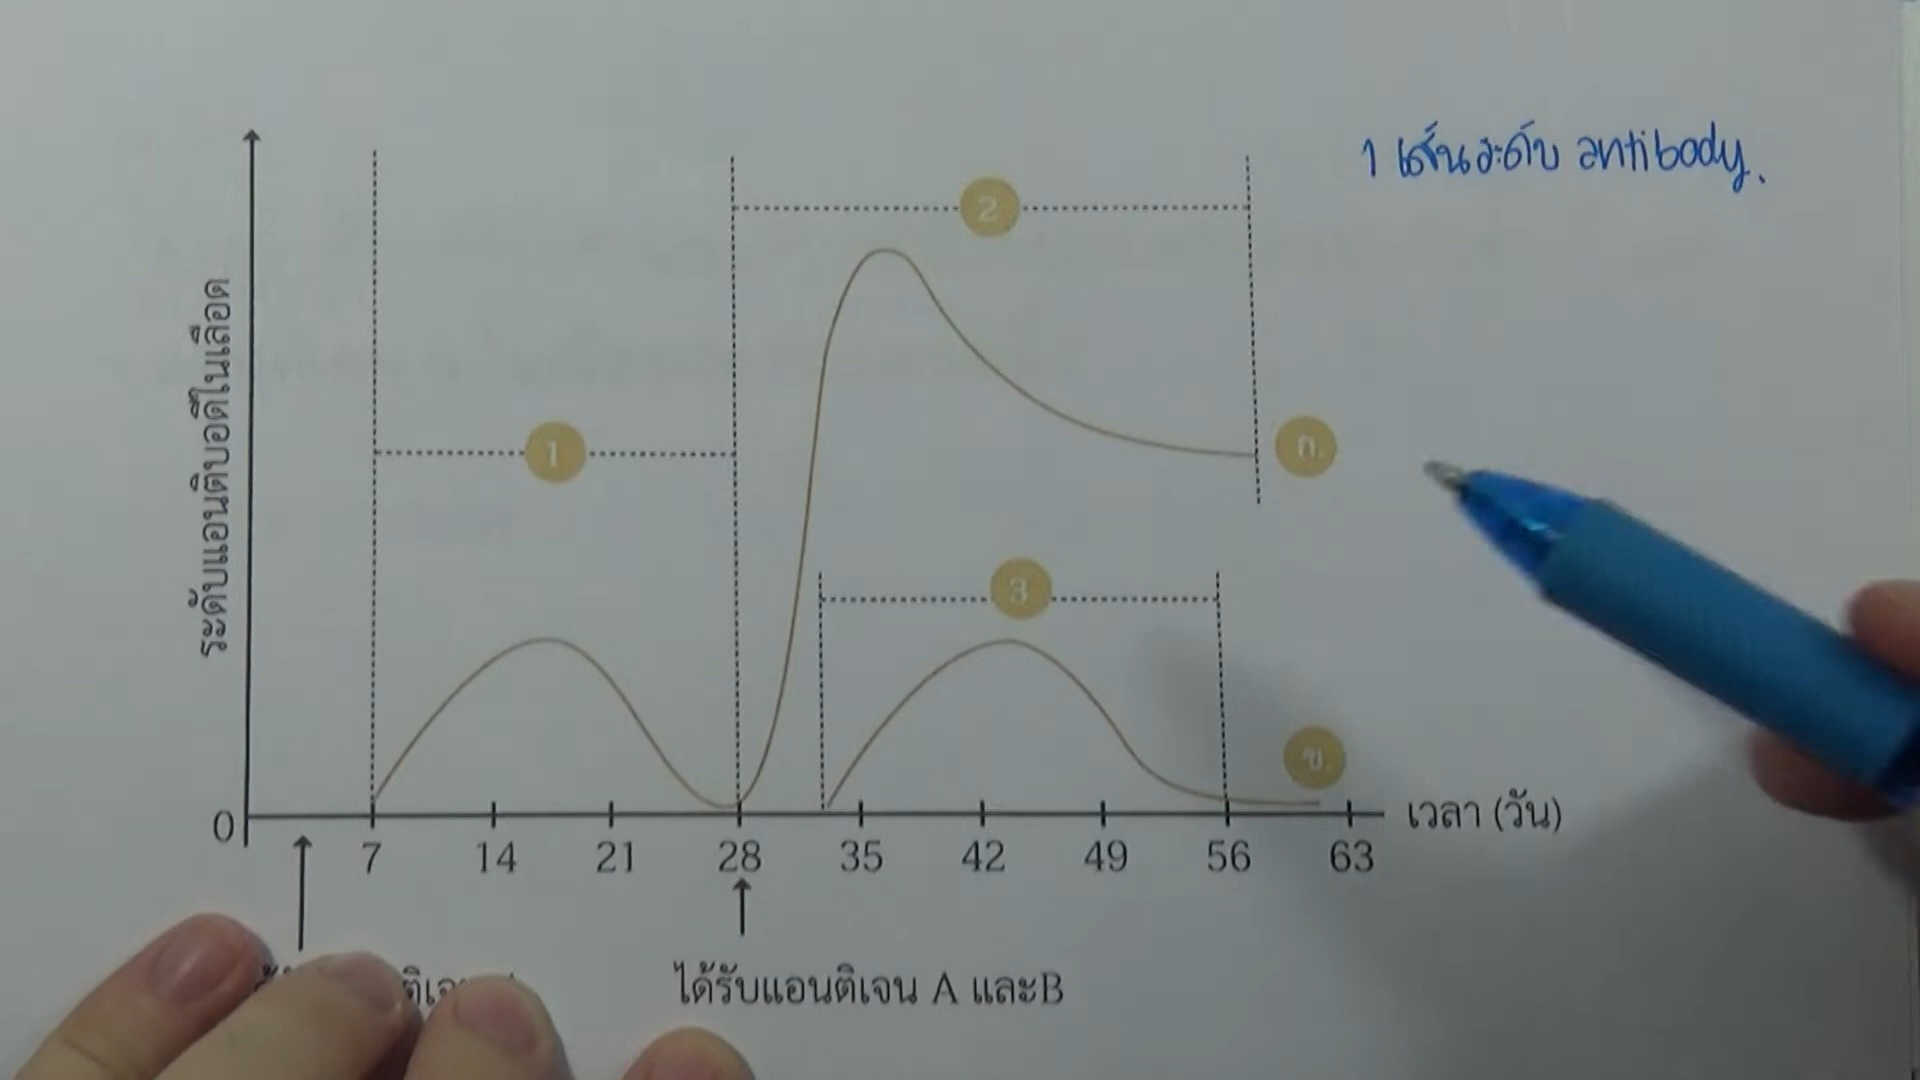 1 เส้นระดับ antibody.
2
ระดับแอนติบอดีในเลือด
1
ก.
3
ข.
0
7 14 21 28 35 42 49 56 63
เวลา (วัน)
ได้รับแอนติเจน A และB